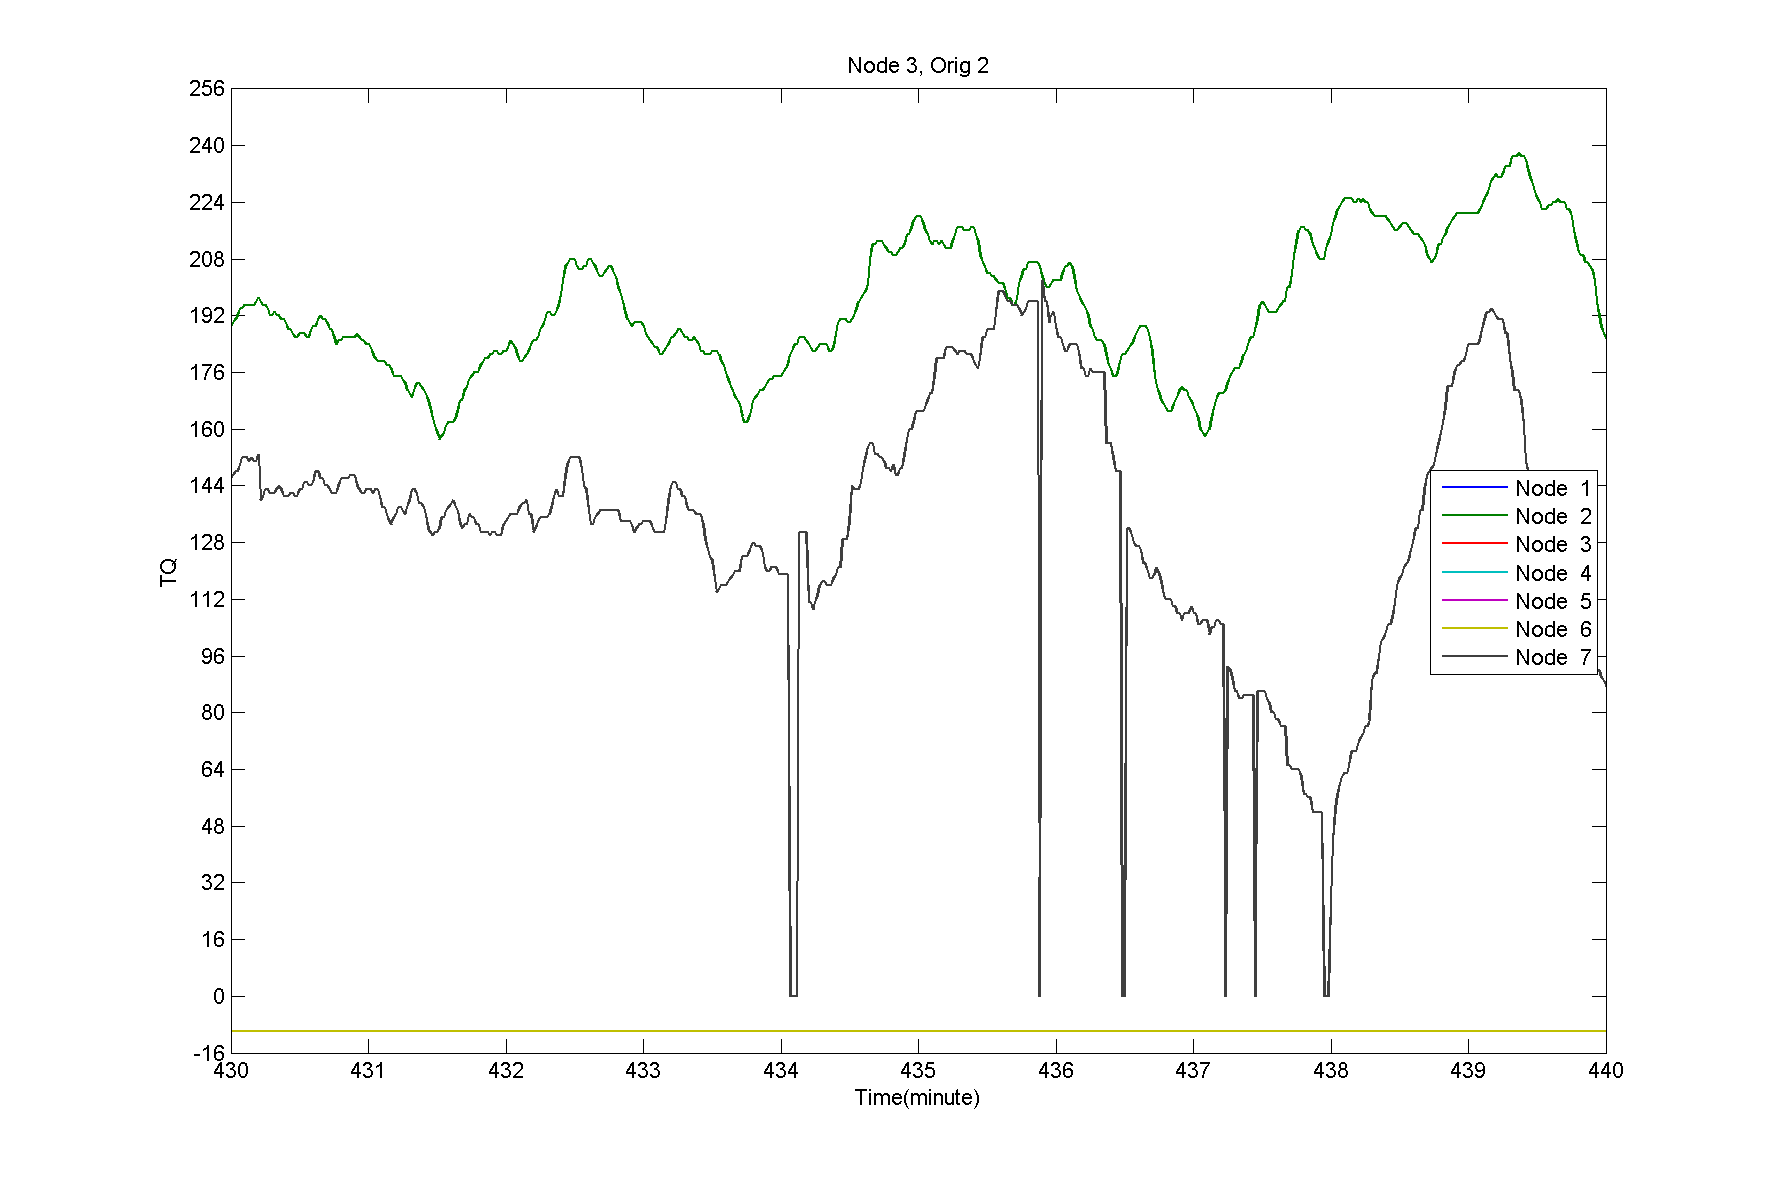 Node 3, Orig 2
256
240
224
208
192
176
160
144
128
112
96
80
64
48
32
16
0
-16
TQ
430 431 432 433 434 435 436 437 438 439 440
Time(minute)
Node 1
Node 2
Node 3
Node 4
Node 5
Node 6
Node 7